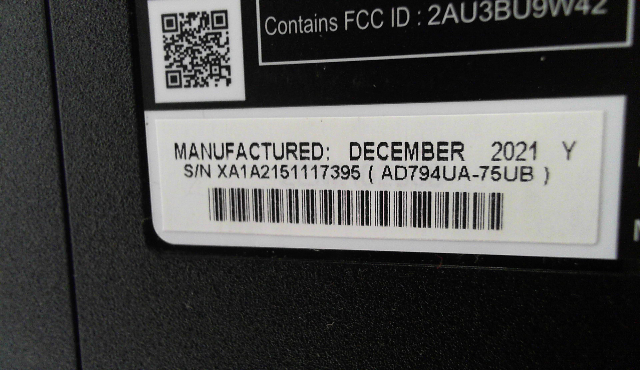 Contains FCC ID : 2AU3BU9W42
MANUFACTURED: DECEMBER 2021 Y
S/N XA1A2151117395 ( AD794UA-75UB )